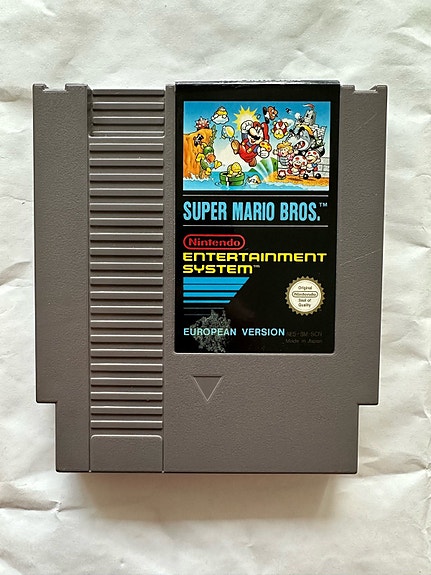 SUPER MARIO BROS.™
Nintendo
ENTERTAINMENT
SYSTEM™
Original
Nintendo
Seal of
Quality
EUROPEAN VERSION
Made in Japan